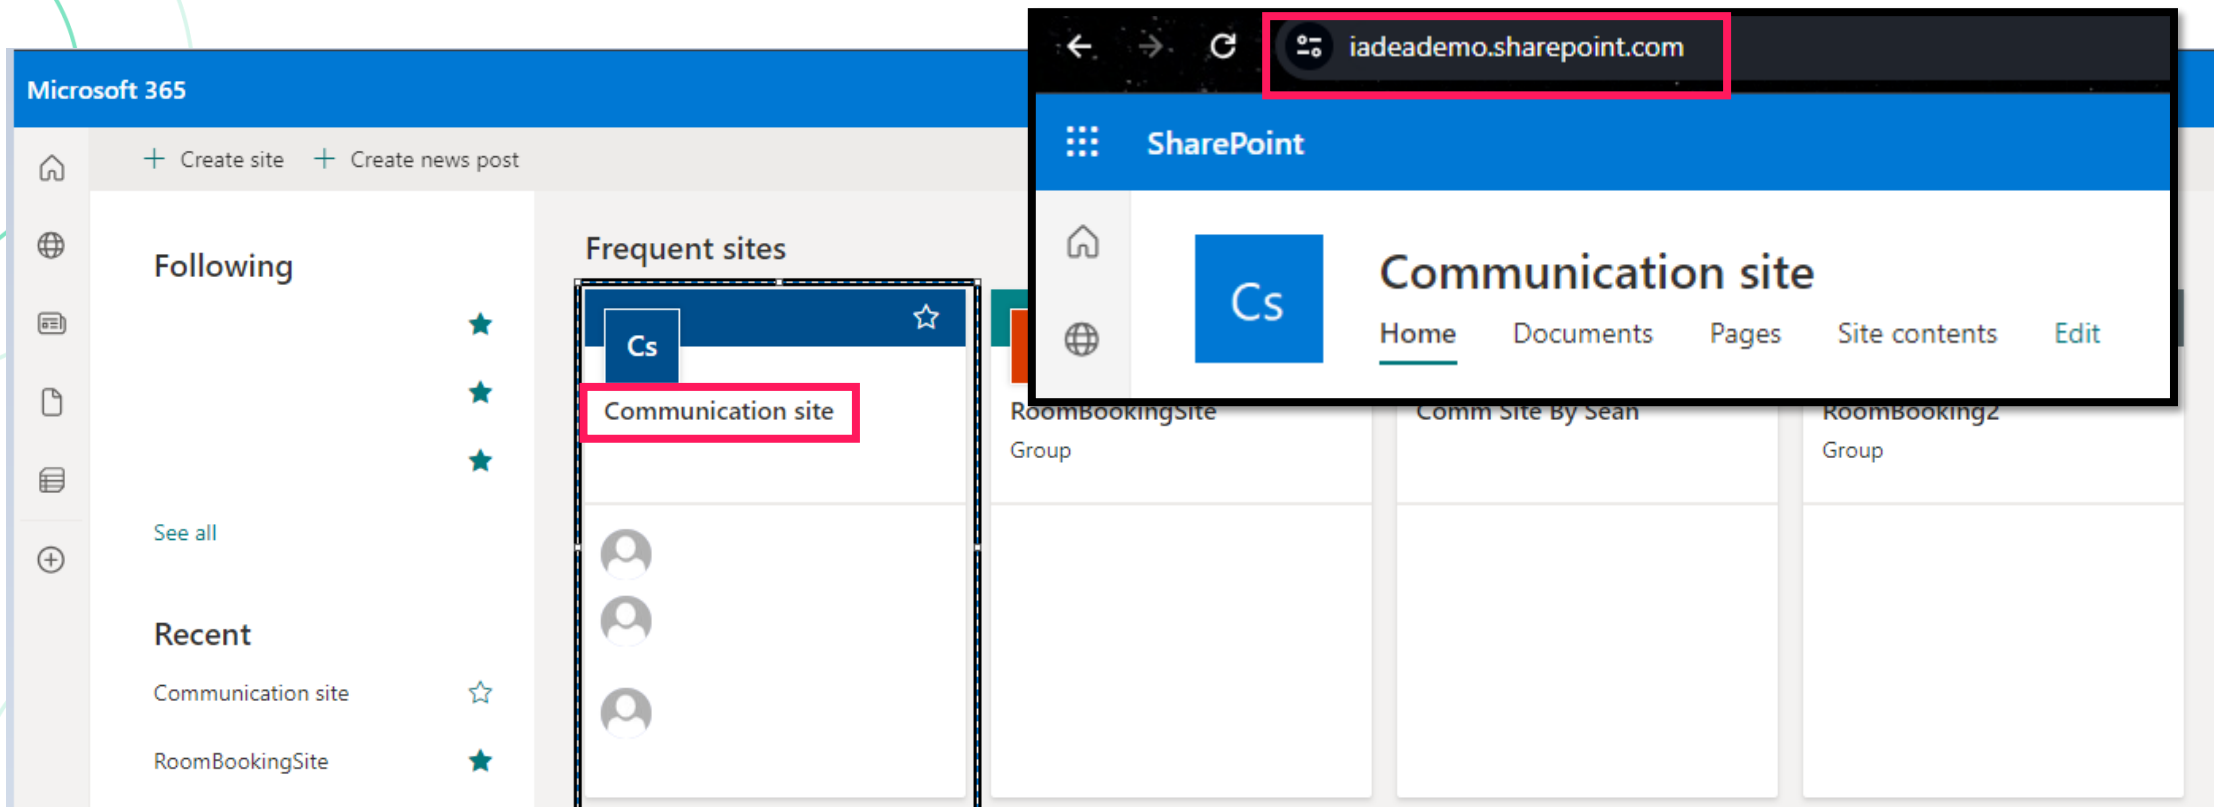 Microsoft 365
+ Create site + Create news post
Following
See all
Recent
Communication site
RoomBookingSite
Frequent sites
Cs
Communication site
RoomBookingSite
Group
Comm Site By Sean
RoomBooking2
Group
iadeademo.sharepoint.com
SharePoint
Cs
Communication site
Home Documents Pages Site contents Edit